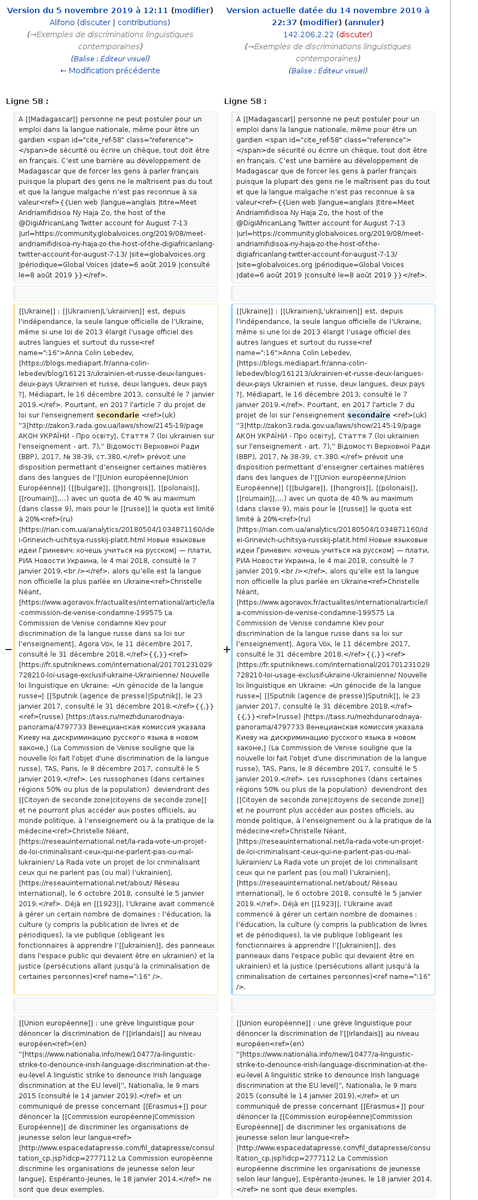 Version du 5 novembre 2019 à 12:11 (modifier)
Allfono (discuter | contributions)
(→Exemples de discriminations linguistiques
contemporaines)
(Balise : Éditeur visuel)
← Modification précédente
Ligne 58 :
A [[Madagascar]] personne ne peut postuler pour un
emploi dans la langue nationale, même pour être un
gardien <span id="cite_ref-58" class="reference">
</span>de sécurité ou écrire un chèque, tout doit être
en français. C'est une barrière au développement de
Madagascar que de forcer les gens à parler français
puisque la plupart des gens ne le maîtrisent pas du tout
et que la langue malgache n'est pas reconnue à sa
valeur<ref>{{Lien web |langue=anglais |titre=Meet
Andriamifidisoa Ny Haja Zo, the host of the
@DigiAfricanLang Twitter account for August 7-13
|url=https://community.globalvoices.org/2019/08/meet-
andriamifidisoa-ny-haja-zo-the-host-of-the-digiafricanlang-
twitter-account-for-august-7-13/ |site=globalvoices.org
|périodique=Global Voices |date=6 août 2019 |consulté
le=8 août 2019 }}</ref>.
− [[Ukraine]] : [[Ukrainien|L'ukrainien]] est, depuis
l'indépendance, la seule langue officielle de l'Ukraine,
même si une loi de 2013 élargit l'usage officiel des
autres langues et surtout du russe<ref
name=":16">Anna Colin Lebedev,
[https://blogs.mediapart.fr/anna-colin-
lebedev/blog/161213/ukrainien-et-russe-deux-langues-
deux-pays Ukrainien et russe, deux langues, deux pays
?], Médiapart, le 16 décembre 2013, consulté le 7 janvier
2019.</ref>. Pourtant, en 2017 l'article 7 du projet de
loi sur l'enseignement secondarie <ref>(uk)
"3[http://zakon3.rada.gov.ua/laws/show/2145-19/page
АКОН УКРАЇНИ - Про освіту], Стаття 7 (loi ukrainien sur
l'enseignement - art. 7)," Відомості Верховної Ради
(ВВР), 2017, № 38-39, ст.380.</ref> prévoit une
disposition permettant d'enseigner certaines matières
dans des langues de l'[[Union européenne|Union
Européenne]] ([[bulgare]], [[hongrois]], [[polonais]],
[[roumain]],...) avec un quota de 40 % au maximum
(dans classe 9), mais pour le [[russe]] le quota est
limité à 20%<ref>(ru)
[https://rian.com.ua/analytics/20180504/1034871160/ide
i-Grinevich-uchitsya-russkij-platit.html Новые языковые
идеи Гриневич: хочешь учиться на русском] — плати,
РИА Новости Украина, le 4 mai 2018, consulté le 7
janvier 2019.<br /></ref>, alors qu'elle est la langue
non officielle la plus parlée en Ukraine<ref>Christelle
Néant,
[https://www.agoravox.fr/actualites/international/article/la
-commission-de-venise-condamne-199575 La
Commission de Venise condamne Kiev pour
discrimination de la langue russe dans sa loi sur
l'enseignement], Agora Vox, le 11 décembre 2017,
consulté le 31 décembre 2018.</ref>{{,}}<ref>
[https://fr.sputniknews.com/international/201701231029
728210-loi-usage-exclusif-ukraine-Ukrainienne/ Nouvelle
loi linguistique en Ukraine: «Un génocide de la langue
russe»| [[Sputnik (agence de presse)|Sputnik]], le 23
janvier 2017, consulté le 31 décembre 2018.</ref>
{{,}}<ref>(russe) [https://tass.ru/mezhdunarodnaya-
panorama/4797733 Венецианская комиссия указала
Киеву на дискриминацию русского языка в новом
законе,] (La Commission de Venise souligne que la
nouvelle loi fait l'objet d'une discrimination de la langue
russe), TAS, Paris, le 8 décembre 2017, consulté le 5
janvier 2019.</ref>. Les russophones (dans certaines
régions 50% ou plus de la population)  deviendront des
[[Citoyen de seconde zone|citoyens de seconde zone]]
et ne pourront plus accéder aux postes officiels, au
monde politique, à l'enseignement ou à la pratique de la
médecine<ref>Christelle Néant,
[https://reseauinternational.net/la-rada-vote-un-projet-
de-loi-criminalisant-ceux-qui-ne-parlent-pas-ou-mal-
lukrainien/ La Rada vote un projet de loi criminalisant
ceux qui ne parlent pas (ou mal) l'ukrainien],
[https://reseauinternational.net/about/ Réseau
international], le 6 octobre 2018, consulté le 5 janvier
2019.</ref>. Déjà en [[1923]], l'Ukraine avait commencé
à gérer un certain nombre de domaines : l'éducation, la
culture (y compris la publication de livres et de
périodiques), la vie publique (obligeant les
fonctionnaires à apprendre l'[[ukrainien]], des panneaux
dans l'espace public qui devaient être en ukrainien) et la
justice (persécutions allant jusqu'à la criminalisation de
certaines personnes)<ref name=":16" />.
[[Union européenne]] : une grève linguistique pour
dénoncer la discrimination de l'[[irlandais]] au niveau
européen<ref>(en)
"[https://www.nationalia.info/new/10477/a-linguistic-
strike-to-denounce-irish-language-discrimination-at-the-
eu-level A linguistic strike to denounce Irish language
discrimination at the EU level]", Nationalia, le 9 mars
2015 (consulté le 14 janvier 2019).</ref> et un
communiqué de presse concernant [[Erasmus+]] pour
dénoncer la [[Commission européenne|Commission
Européenne]] de discriminer les organisations de
jeunesse selon leur langue<ref>
[http://www.espacedatapresse.com/fil_datapresse/consul
tation_cp.jsp?idcp=2777112 La Commission européenne
discrimine les organisations de jeunesse selon leur
langue], Espéranto-Jeunes, le 18 janvier 2014.</ref> ne
sont que deux exemples.
Version actuelle datée du 14 novembre 2019 à
22:37 (modifier) (annuler)
142.206.2.22 (discuter)
(→Exemples de discriminations linguistiques
contemporaines)
(Balise : Éditeur visuel)
Ligne 58 :
A [[Madagascar]] personne ne peut postuler pour un
emploi dans la langue nationale, même pour être un
gardien <span id="cite_ref-58" class="reference">
</span>de sécurité ou écrire un chèque, tout doit être
en français. C'est une barrière au développement de
Madagascar que de forcer les gens à parler français
puisque la plupart des gens ne le maîtrisent pas du tout
et que la langue malgache n'est pas reconnue à sa
valeur<ref>{{Lien web |langue=anglais |titre=Meet
Andriamifidisoa Ny Haja Zo, the host of the
@DigiAfricanLang Twitter account for August 7-13
|url=https://community.globalvoices.org/2019/08/meet-
andriamifidisoa-ny-haja-zo-the-host-of-the-
digiafricanlang-twitter-account-for-august-7-13/
|site=globalvoices.org |périodique=Global Voices
|date=6 août 2019 |consulté le=8 août 2019 }}</ref>.
+ [[Ukraine]] : [[Ukrainien|L'ukrainien]] est, depuis
l'indépendance, la seule langue officielle de l'Ukraine,
même si une loi de 2013 élargit l'usage officiel des
autres langues et surtout du russe<ref
name=":16">Anna Colin Lebedev,
[https://blogs.mediapart.fr/anna-colin-
lebedev/blog/161213/ukrainien-et-russe-deux-langues-
deux-pays Ukrainien et russe, deux langues, deux pays
?], Médiapart, le 16 décembre 2013, consulté le 7
janvier 2019.</ref>. Pourtant, en 2017 l'article 7 du
projet de loi sur l'enseignement secondaire <ref>(uk)
"3[http://zakon3.rada.gov.ua/laws/show/2145-19/page
АКОН УКРАЇНИ - Про освіту], Стаття 7 (loi ukrainien
sur l'enseignement - art. 7)," Відомості Верховної Ради
(ВВР), 2017, № 38-39, ст.380.</ref> prévoit une
disposition permettant d'enseigner certaines matières
dans des langues de l'[[Union européenne|Union
Européenne]] ([[bulgare]], [[hongrois]], [[polonais]],
[[roumain]],...) avec un quota de 40 % au maximum
(dans classe 9), mais pour le [[russe]] le quota est
limité à 20%<ref>(ru)
[https://rian.com.ua/analytics/20180504/1034871160/id
ei-Grinevich-uchitsya-russkij-platit.html Новые языковые
идеи Гриневич: хочешь учиться на русском] — плати,
РИА Новости Украина, le 4 mai 2018, consulté le 7
janvier 2019.<br /></ref>, alors qu'elle est la langue
non officielle la plus parlée en Ukraine<ref>Christelle
Néant,
[https://www.agoravox.fr/actualites/international/article/l
a-commission-de-venise-condamne-199575 La
Commission de Venise condamne Kiev pour
discrimination de la langue russe dans sa loi sur
l'enseignement], Agora Vox, le 11 décembre 2017,
consulté le 31 décembre 2018.</ref>{{,}}<ref>
[https://fr.sputniknews.com/international/201701231029
728210-loi-usage-exclusif-ukraine-Ukrainienne/ Nouvelle
loi linguistique en Ukraine: «Un génocide de la langue
russe»| [[Sputnik (agence de presse)|Sputnik]], le 23
janvier 2017, consulté le 31 décembre 2018.</ref>
{{,}}<ref>(russe) [https://tass.ru/mezhdunarodnaya-
panorama/4797733 Венецианская комиссия указала
Киеву на дискриминацию русского языка в новом
законе,] (La Commission de Venise souligne que la
nouvelle loi fait l'objet d'une discrimination de la langue
russe), TAS, Paris, le 8 décembre 2017, consulté le 5
janvier 2019.</ref>. Les russophones (dans certaines
régions 50% ou plus de la population)  deviendront des
[[Citoyen de seconde zone|citoyens de seconde zone]]
et ne pourront plus accéder aux postes officiels, au
monde politique, à l'enseignement ou à la pratique de la
médecine<ref>Christelle Néant,
[https://reseauinternational.net/la-rada-vote-un-projet-
de-loi-criminalisant-ceux-qui-ne-parlent-pas-ou-mal-
lukrainien/ La Rada vote un projet de loi criminalisant
ceux qui ne parlent pas (ou mal) l'ukrainien],
[https://reseauinternational.net/about/ Réseau
international], le 6 octobre 2018, consulté le 5 janvier
2019.</ref>. Déjà en [[1923]], l'Ukraine avait
commencé à gérer un certain nombre de domaines :
l'éducation, la culture (y compris la publication de livres
et de périodiques), la vie publique (obligeant les
fonctionnaires à apprendre l'[[ukrainien]], des
panneaux dans l'espace public qui devaient être en
ukrainien) et la justice (persécutions allant jusqu'à la
criminalisation de certaines personnes)<ref name=":16"
/>.
[[Union européenne]] : une grève linguistique pour
dénoncer la discrimination de l'[[irlandais]] au niveau
européen<ref>(en)
"[https://www.nationalia.info/new/10477/a-linguistic-
strike-to-denounce-irish-language-discrimination-at-the-
eu-level A linguistic strike to denounce Irish language
discrimination at the EU level]", Nationalia, le 9 mars
2015 (consulté le 14 janvier 2019).</ref> et un
communiqué de presse concernant [[Erasmus+]] pour
dénoncer la [[Commission européenne|Commission
Européenne]] de discriminer les organisations de
jeunesse selon leur langue<ref>
[http://www.espacedatapresse.com/fil_datapresse/consu
ltation_cp.jsp?idcp=2777112 La Commission
européenne discrimine les organisations de jeunesse
selon leur langue], Espéranto-Jeunes, le 18 janvier 2014.
</ref> ne sont que deux exemples.